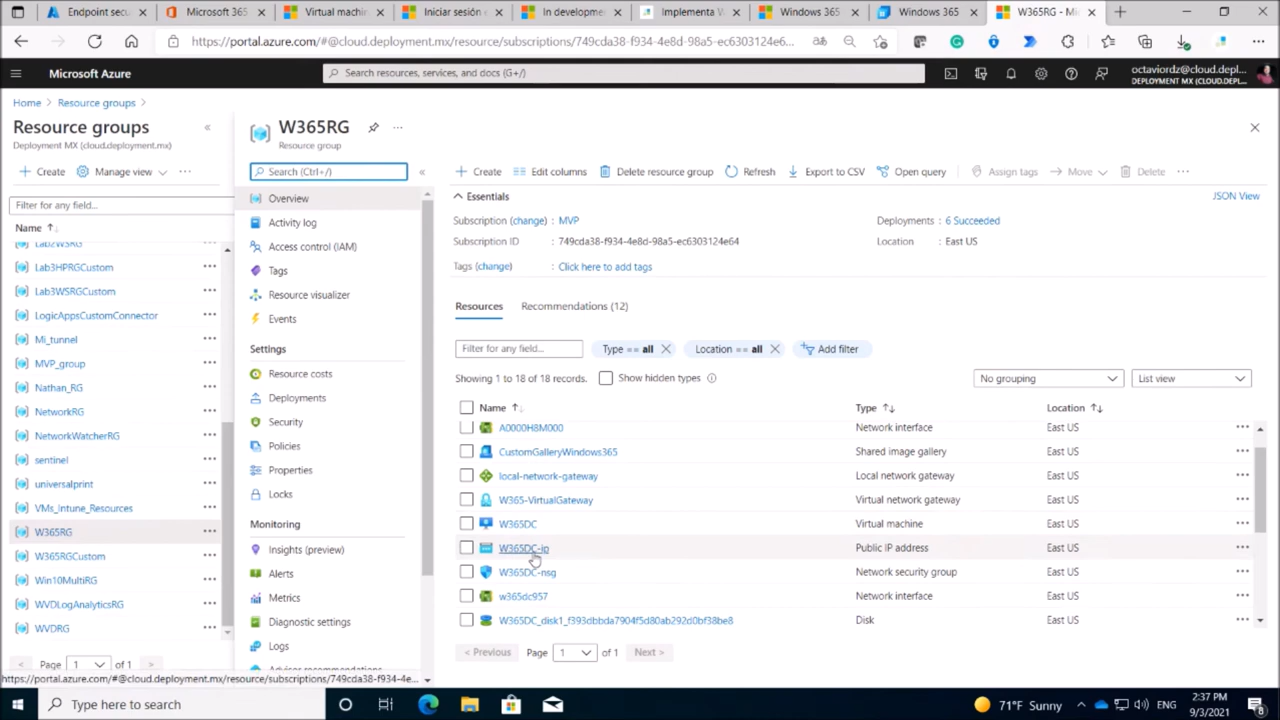 Endpoint secu
Microsoft 365
Virtual machin
Iniciar sesión e
In developmen
Implementa W
Windows 365
Windows 365
W365RG - Mi
https://portal.azure.com/#@cloud.deployment.mx/resource/subscriptions/749cda38-f934-4e8d-98a5-ec6303124e6...
Microsoft Azure
Search resources, services, and docs (G+/)
octaviordz@cloud.depl...
DEPLOYMENT MX (CLOUD.DEPL...
Home > Resource groups >
Resource groups
Deployment MX (cloud.deployment.mx)
Create
Manage view
Filter for any field...
Name
Lab2WSRG
Lab3HPRGCustom
Lab3WSRGCustom
LogicAppsCustomConnector
Mi_tunnel
MVP_group
Nathan_RG
NetworkRG
NetworkWatcherRG
sentinel
universalprint
VMs_Intune_Resources
W365RG
W365RGCustom
Win10MultiRG
WVDLogAnalyticsRG
WVDRG
< Page 1 of 1 >
W365RG
Resource group
Search (Ctrl+/)
Overview
Activity log
Access control (IAM)
Tags
Resource visualizer
Events
Settings
Resource costs
Deployments
Security
Policies
Properties
Locks
Monitoring
Insights (preview)
Alerts
Metrics
Diagnostic settings
Logs
Advisor recommendations
Create
Edit columns
Delete resource group
Refresh
Export to CSV
Open query
Assign tags
Move
Delete
Essentials
JSON View
Subscription (change) : MVP
Deployments : 6 Succeeded
Subscription ID : 749cda38-f934-4e8d-98a5-ec6303124e64
Location : East US
Tags (change) : Click here to add tags
Resources
Recommendations (12)
Filter for any field...
Type == all
Location == all
Add filter
Showing 1 to 18 of 18 records.
Show hidden types
No grouping
List view
Name
Type
Location
A0000H8M000 Network interface East US
CustomGalleryWindows365 Shared image gallery East US
local-network-gateway Local network gateway East US
W365-VirtualGateway Virtual network gateway East US
W365DC Virtual machine East US
W365DC-ip Public IP address East US
W365DC-nsg Network security group East US
w365dc957 Network interface East US
W365DC_disk1_f393dbbda7904f5d80ab292d0bf38be8 Disk East US
< Previous
Page 1 of 1
Next >
https://portal.azure.com/#@cloud.deployment.mx/resource/subscriptions/749cda38-f934-4e...
Type here to search
71°F Sunny
ENG
2:37 PM
9/3/2021
8